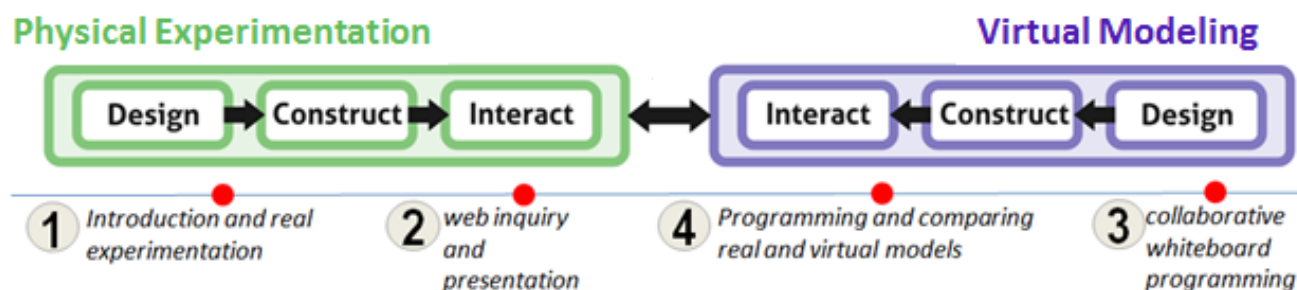 Physical Experimentation
Virtual Modeling
Design
Construct
Interact
Interact
Construct
Design
1
Introduction and real
experimentation
2
web inquiry
and
presentation
4
Programming and comparing
real and virtual models
3
collaborative
whiteboard
programming